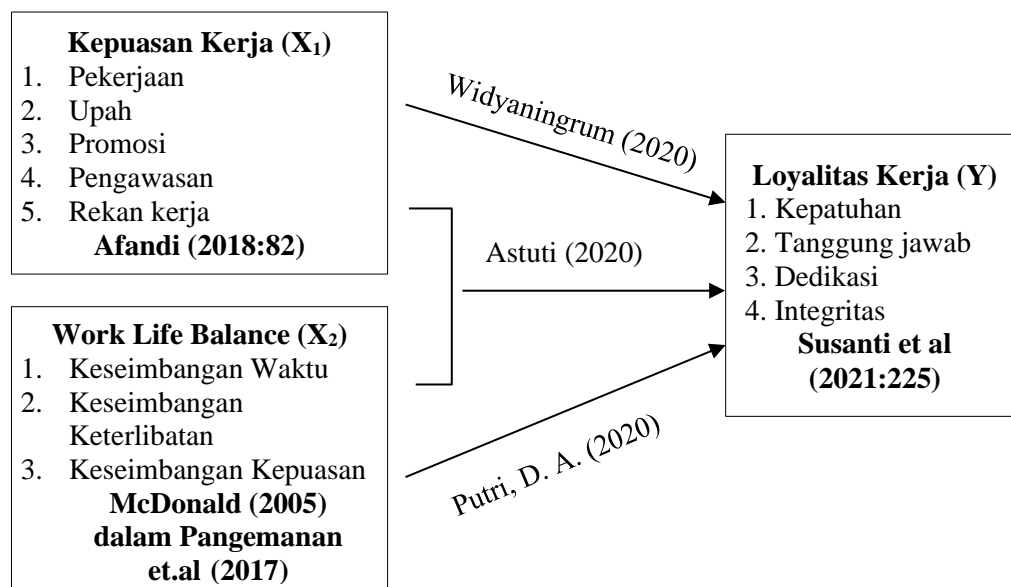 Kepuasan Kerja (X₁)
1. Pekerjaan
2. Upah
3. Promosi
4. Pengawasan
5. Rekan kerja
Afandi (2018:82)
Widyaningrum (2020)
Loyalitas Kerja (Y)
1. Kepatuhan
2. Tanggung jawab
3. Dedikasi
4. Integritas
Susanti et al
(2021:225)
Astuti (2020)
Work Life Balance (X₂)
1. Keseimbangan Waktu
2. Keseimbangan
Keterlibatan
3. Keseimbangan Kepuasan
McDonald (2005)
dalam Pangemanan
et.al (2017)
Putri, D. A. (2020)